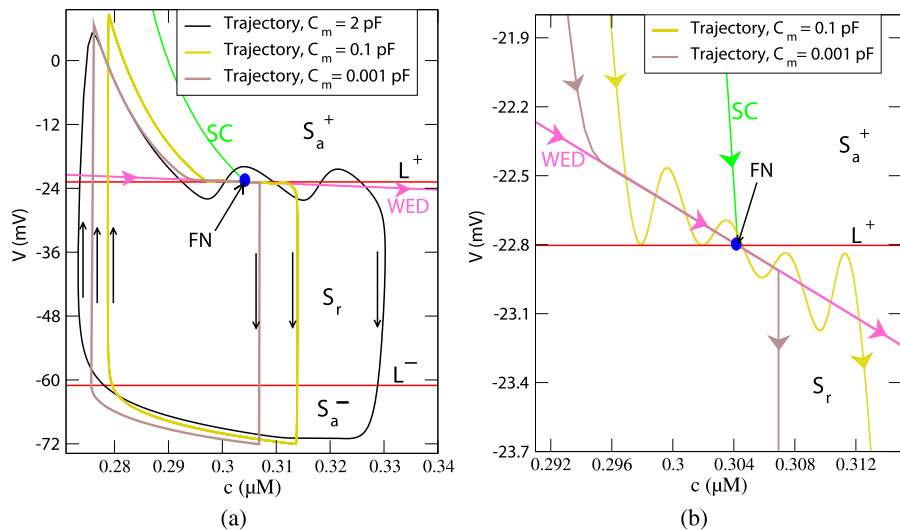 Trajectory, C_m = 2 pF
Trajectory, C_m = 0.1 pF
Trajectory, C_m = 0.001 pF
0
-12
-24
-36
-48
-60
-72
V (mV)
SC
S_a^+
L^+
WED
FN
S_r
L^-
S_a^-
0.28 0.29 0.3 0.31 0.32 0.33 0.34
c (μM)
(a)
Trajectory, C_m = 0.1 pF
Trajectory, C_m = 0.001 pF
-21.9
-22.2
-22.5
-22.8
-23.1
-23.4
-23.7
V (mV)
SC
S_a^+
WED
FN
L^+
S_r
0.292 0.296 0.3 0.304 0.308 0.312
c (μM)
(b)